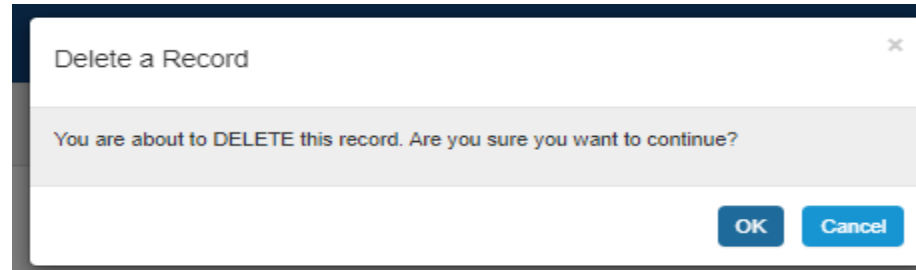 Delete a Record
×
You are about to DELETE this record. Are you sure you want to continue?
OK Cancel